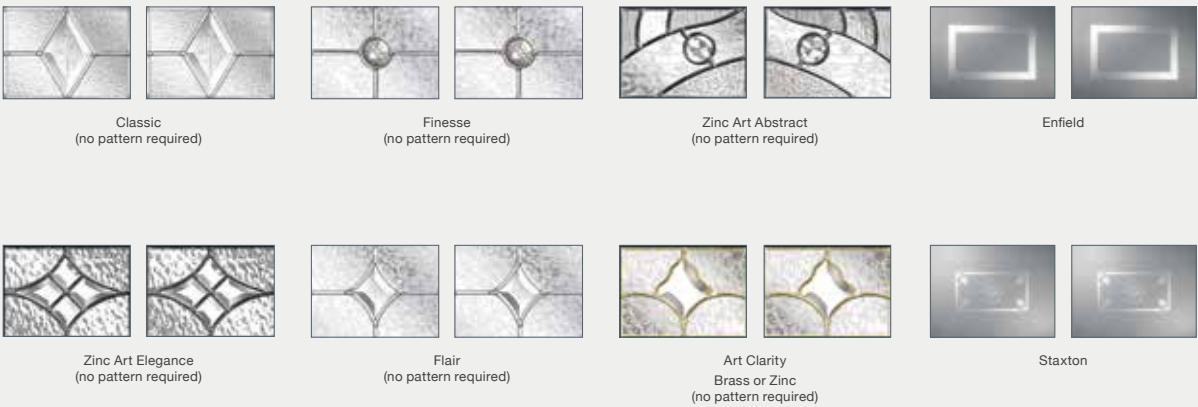 Classic
(no pattern required)
Finesse
(no pattern required)
Zinc Art Abstract
(no pattern required)
Enfield
Zinc Art Elegance
(no pattern required)
Flair
(no pattern required)
Art Clarity
Brass or Zinc
(no pattern required)
Staxton